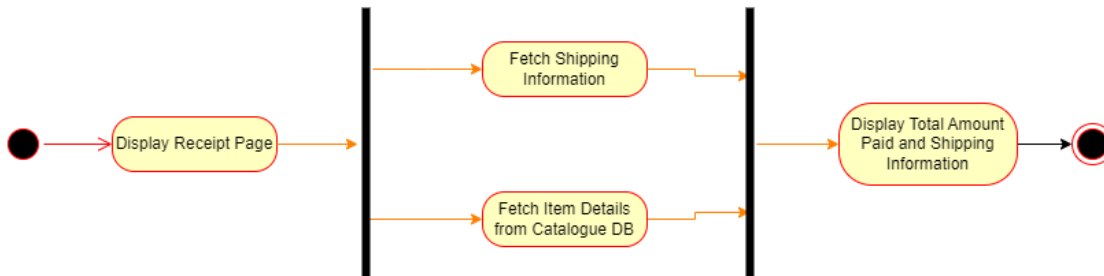 Display Receipt Page
Fetch Shipping
Information
Fetch Item Details
from Catalogue DB
Display Total Amount
Paid and Shipping
Information